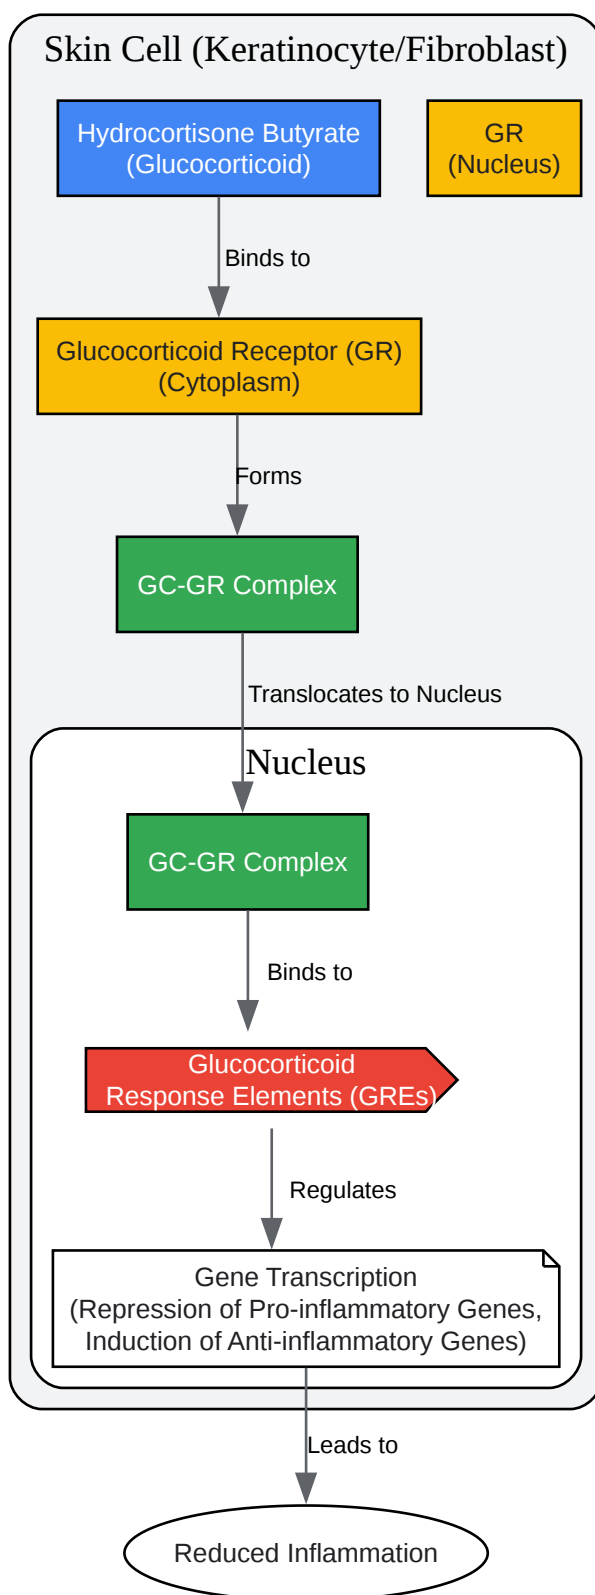 Skin Cell (Keratinocyte/Fibroblast)
Hydrocortisone Butyrate
(Glucocorticoid)
GR
(Nucleus)
Binds to
Glucocorticoid Receptor (GR)
(Cytoplasm)
Forms
GC-GR Complex
Translocates to Nucleus
Nucleus
GC-GR Complex
Binds to
Glucocorticoid
Response Elements (GREs)
Regulates
Gene Transcription
(Repression of Pro-inflammatory Genes,
Induction of Anti-inflammatory Genes)
Leads to
Reduced Inflammation